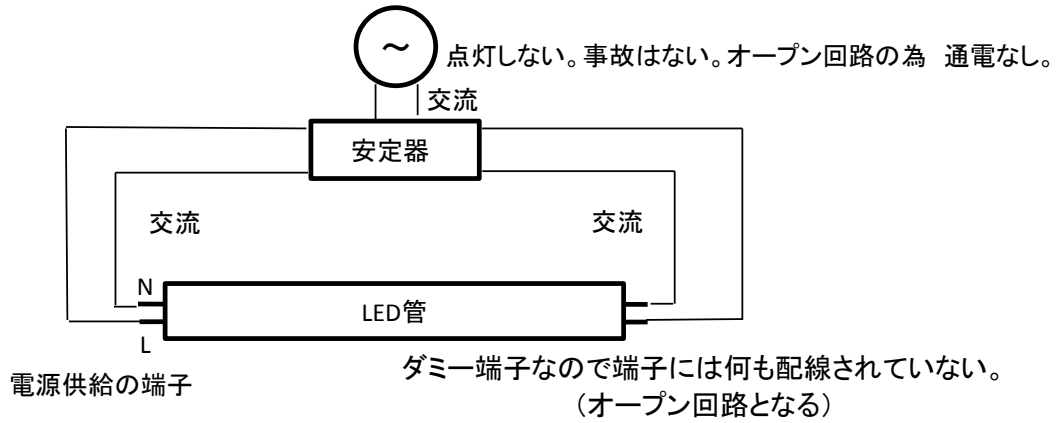 ～
点灯しない。事故はない。オープン回路の為　通電なし。
交流
安定器
交流
交流
N
LED管
L
電源供給の端子
ダミー端子なので端子には何も配線されていない。
（オープン回路となる）